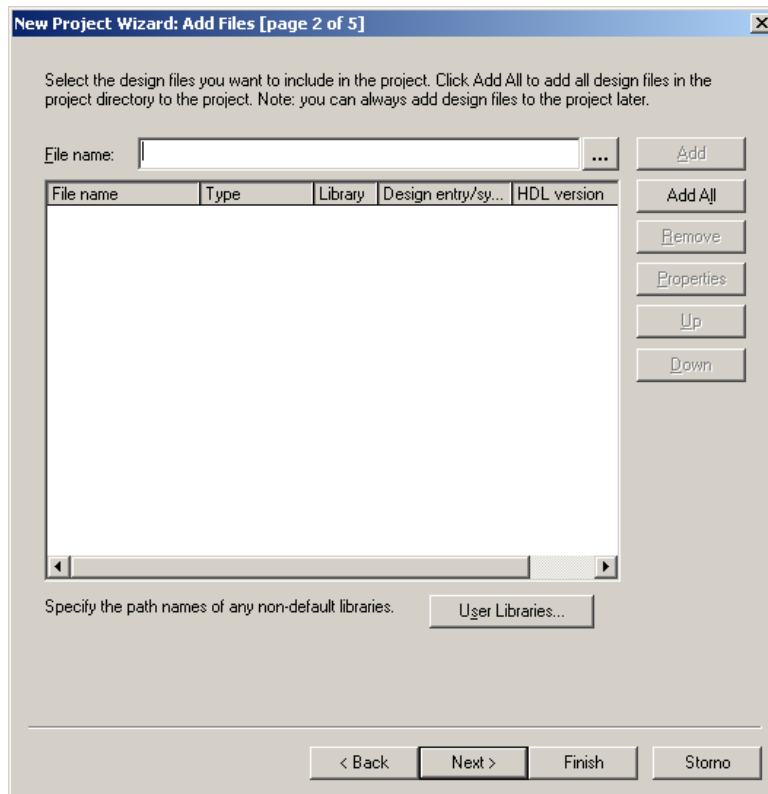 New Project Wizard: Add Files [page 2 of 5]
Select the design files you want to include in the project. Click Add All to add all design files in the
project directory to the project. Note: you can always add design files to the project later.
File name:
...
Add
File name Type Library Design entry/sy... HDL version
Add All
Remove
Properties
Up
Down
Specify the path names of any non-default libraries.
User Libraries...
< Back Next > Finish Storno